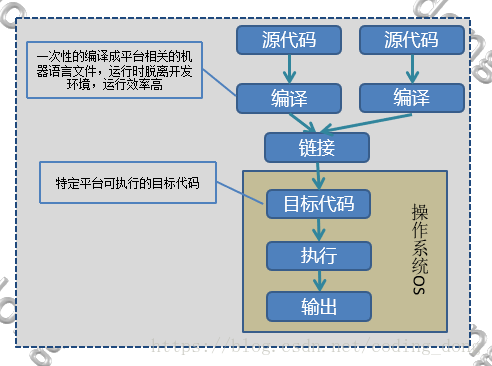 源代码
源代码
一次性的编译成平台相关的机
器语言文件，运行时脱离开发
环境，运行效率高
编译
编译
链接
特定平台可执行的目标代码
目标代码
操作系统OS
执行
输出
https://blog.csdn.net/coding_dong
dong